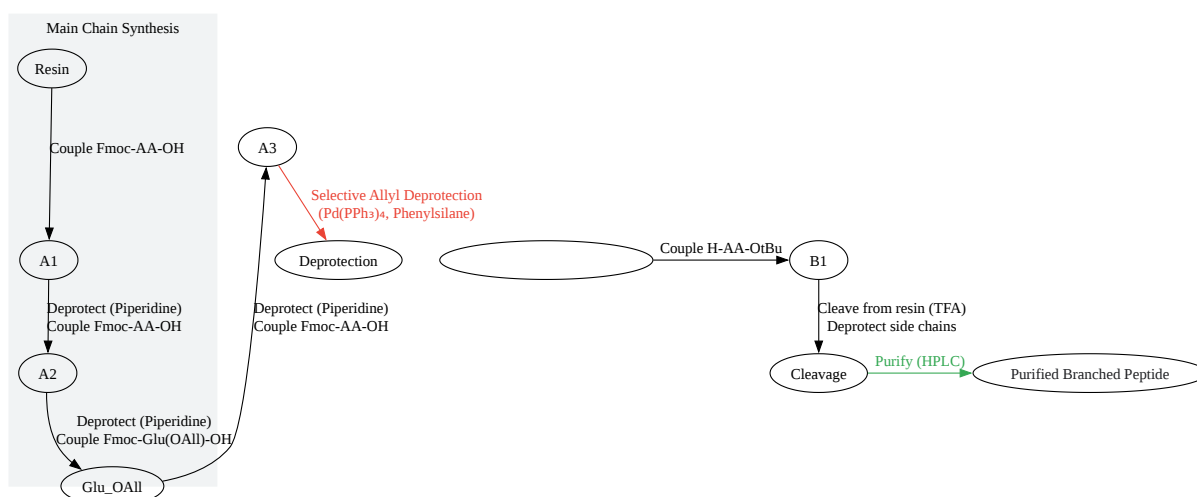 Main Chain Synthesis
Resin
Couple Fmoc-AA-OH
A1
Deprotect (Piperidine)
Couple Fmoc-AA-OH
A2
Deprotect (Piperidine)
Couple Fmoc-Glu(OAll)-OH
Glu_OAll
Deprotect (Piperidine)
Couple Fmoc-AA-OH
A3
Selective Allyl Deprotection
(Pd(PPh₃)₄, Phenylsilane)
Deprotection
Couple H-AA-OtBu
B1
Cleave from resin (TFA)
Deprotect side chains
Cleavage
Purify (HPLC)
Purified Branched Peptide